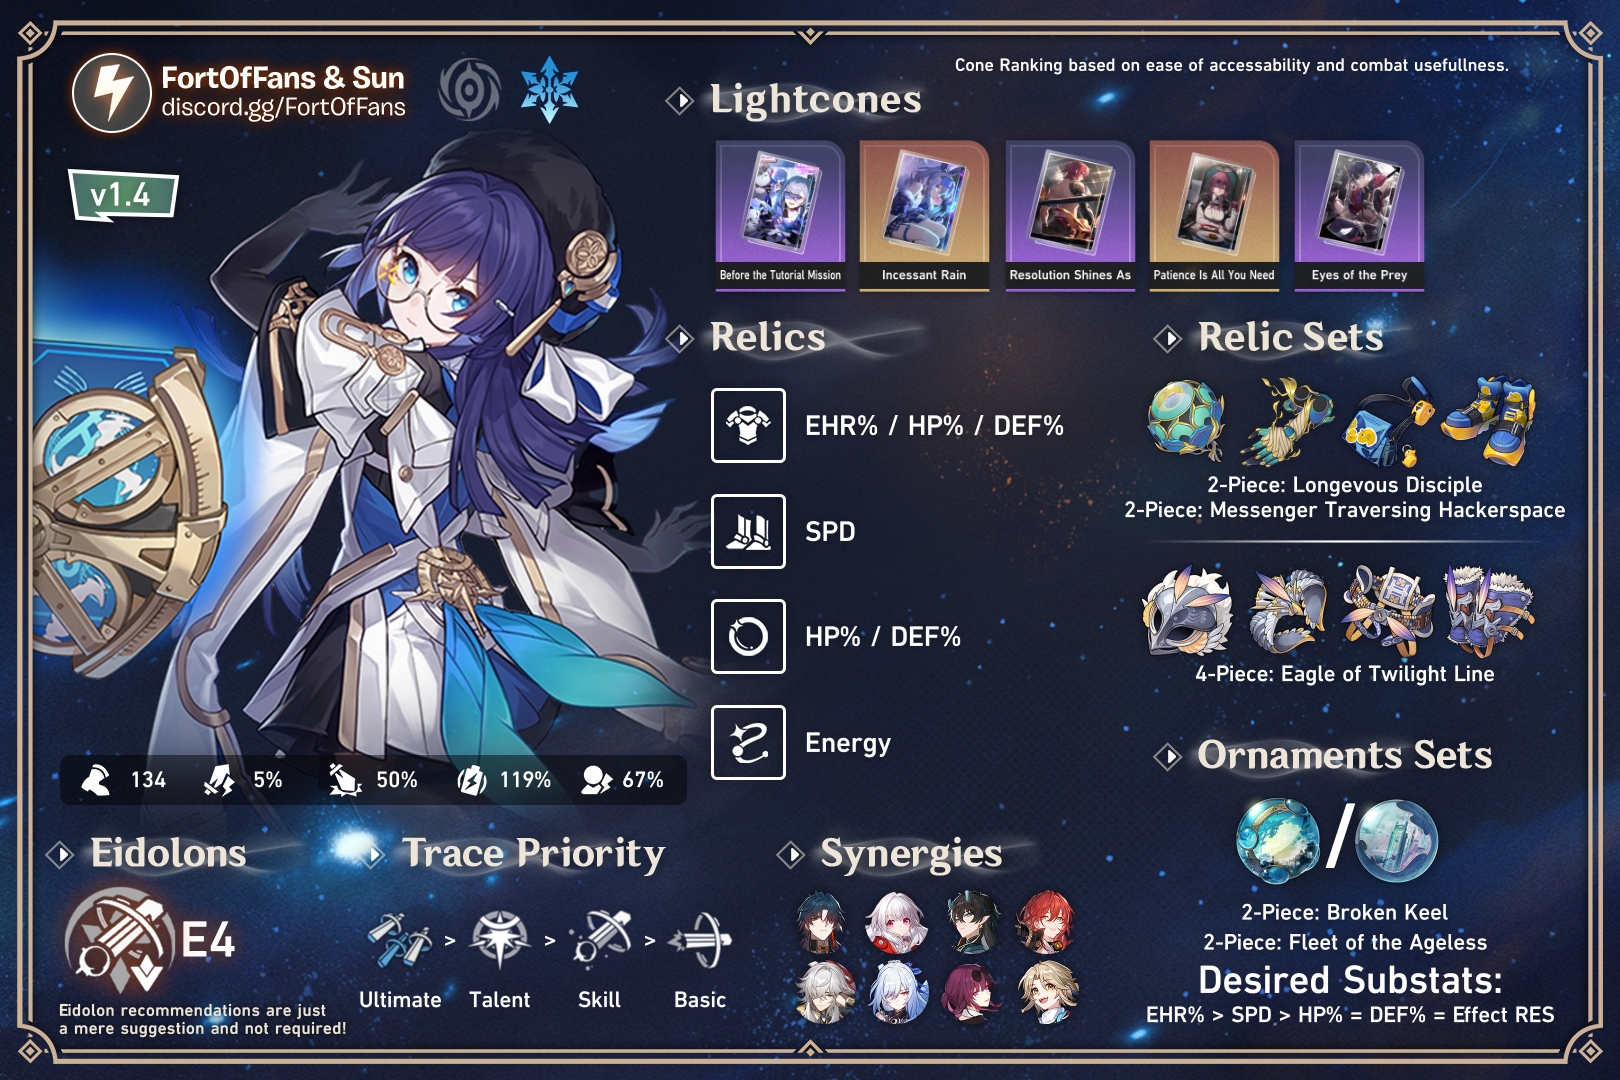 FortOfFans & Sun
discord.gg/FortOfFans
v1.4
Cone Ranking based on ease of accessability and combat usefullness.
Lightcones
Before the Tutorial Mission
Incessant Rain
Resolution Shines As
Patience Is All You Need
Eyes of the Prey
Relics
EHR% / HP% / DEF%
SPD
HP% / DEF%
Energy
Relic Sets
2-Piece: Longevous Disciple
2-Piece: Messenger Traversing Hackerspace
4-Piece: Eagle of Twilight Line
Ornaments Sets
/
2-Piece: Broken Keel
2-Piece: Fleet of the Ageless
Desired Substats:
EHR% > SPD > HP% = DEF% = Effect RES
134 5% 50% 119% 67%
Eidolons
E4
Eidolon recommendations are just
a mere suggestion and not required!
Trace Priority
> > >
Ultimate Talent Skill Basic
Synergies